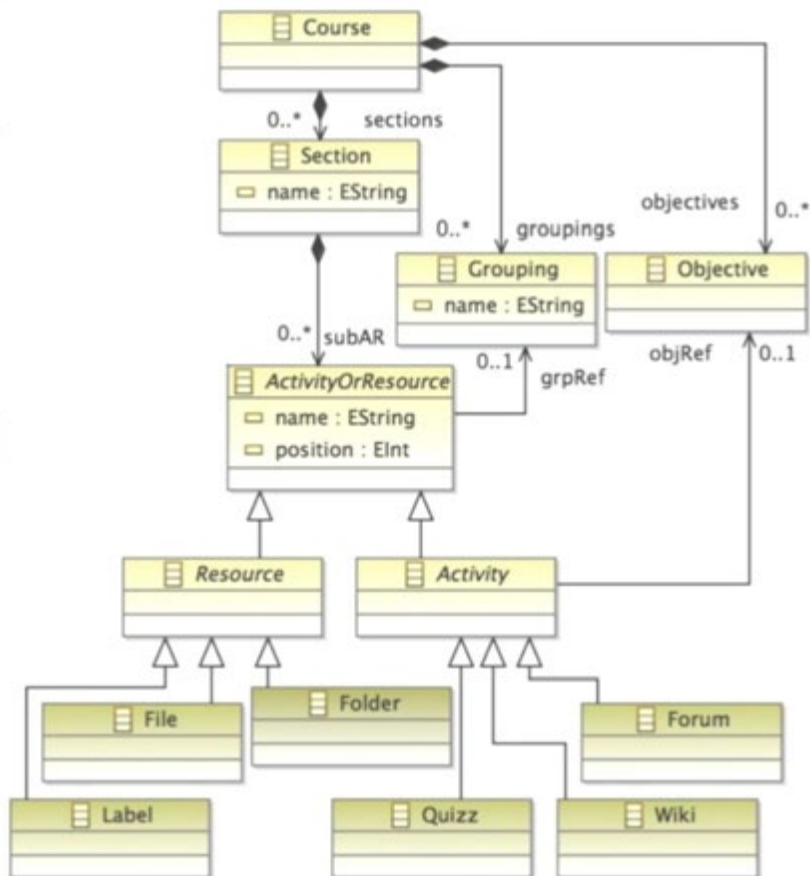 Course
0..* sections
Section
name : EString
objectives 0..*
0..* groupings
Grouping
name : EString
Objective
0..* subAR
0..1 grpRef
objRef 0..1
ActivityOrResource
name : EString
position : EInt
Resource
Activity
File
Folder
Forum
Label
Quizz
Wiki